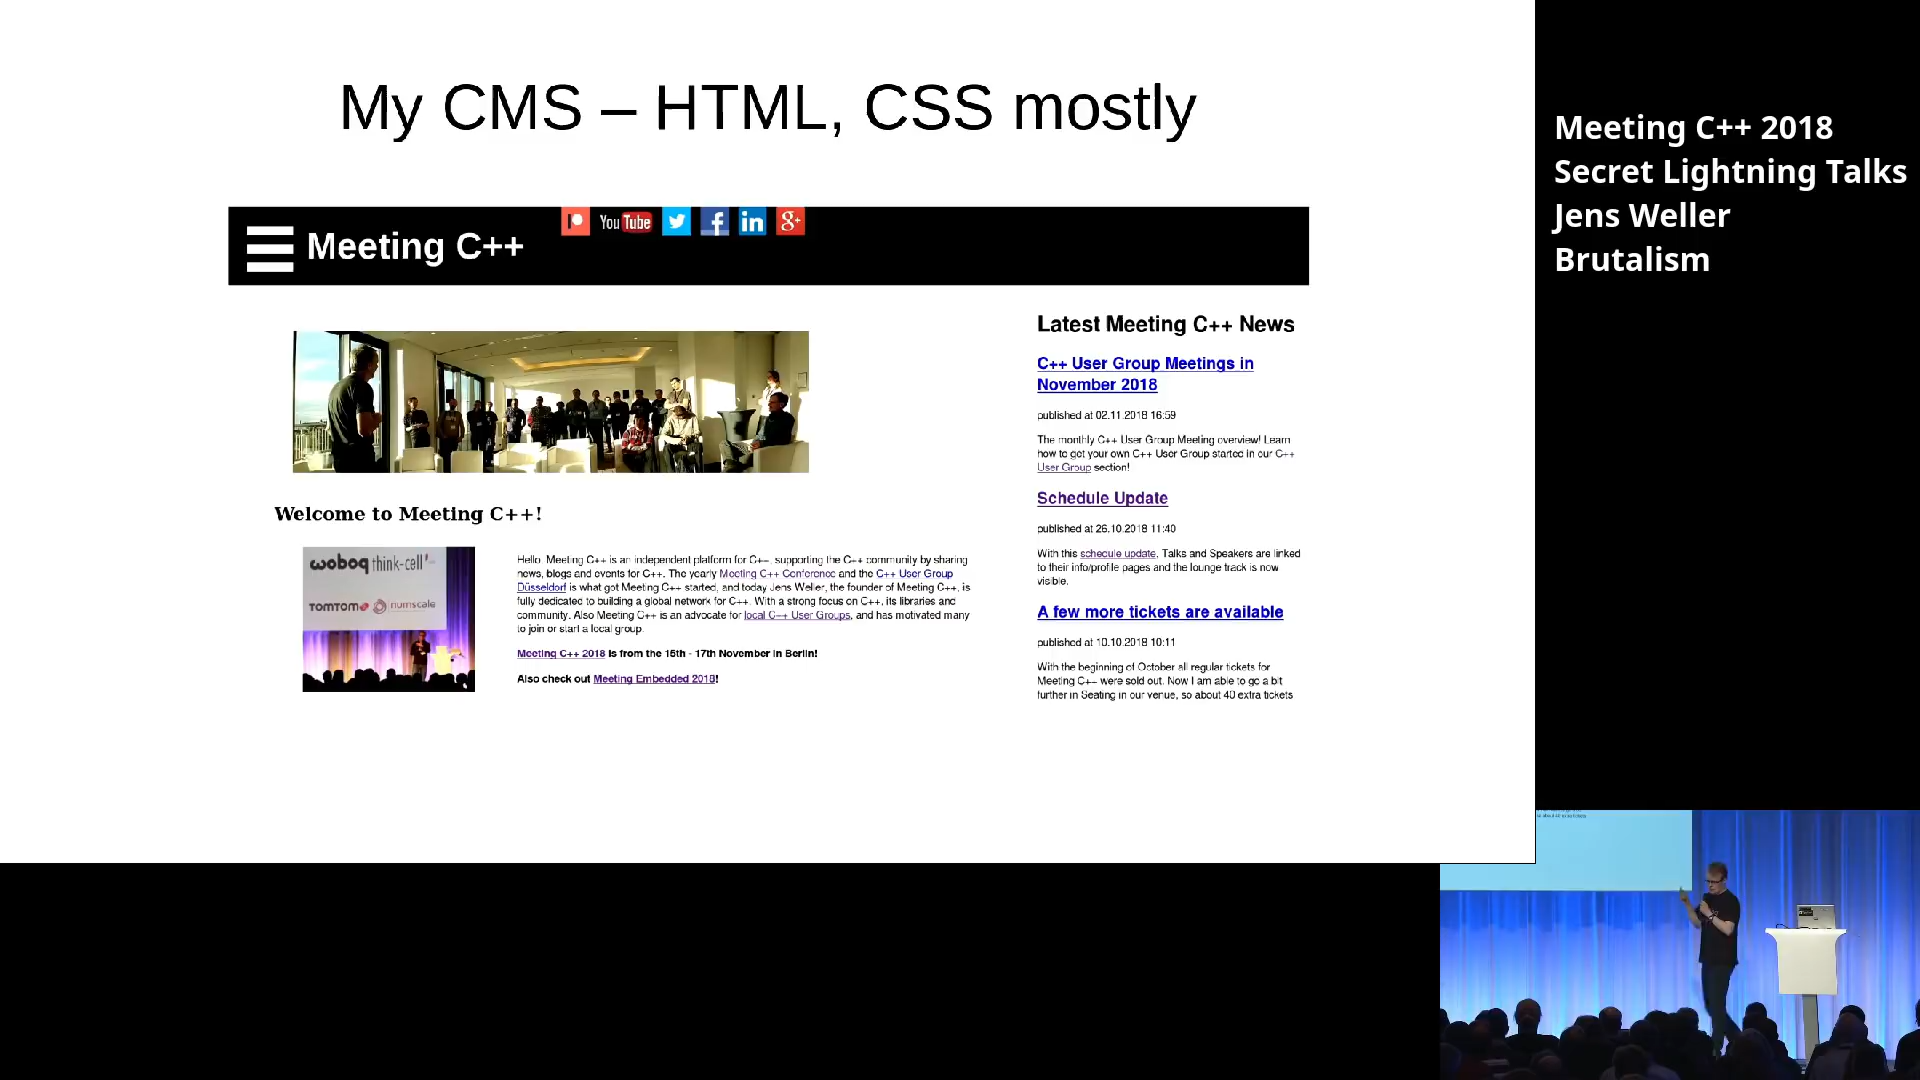 My CMS – HTML, CSS mostly
Meeting C++
You Tube
f
in
g+
Welcome to Meeting C++!
woboq think-cell
TOMTOM numscale
Hello, Meeting C++ is an independent platform for C++, supporting the C++ community by sharing
news, blogs and events for C++. The yearly Meeting C++ Conference and the C++ User Group
Düsseldorf is what got Meeting C++ started, and today Jens Weller, the founder of Meeting C++, is
fully dedicated to building a global network for C++. With a strong focus on C++, its libraries and
community. Also Meeting C++ is an advocate for local C++ User Groups, and has motivated many
to join or start a local group.
Meeting C++ 2018 is from the 15th - 17th November in Berlin!
Also check out Meeting Embedded 2018!
Latest Meeting C++ News
C++ User Group Meetings in
November 2018
published at 02.11.2018 16:59
The monthly C++ User Group Meeting overview! Learn
how to get your own C++ User Group started in our C++
User Group section!
Schedule Update
published at 26.10.2018 11:40
With this schedule update, Talks and Speakers are linked
to their info/profile pages and the lounge track is now
visible.
A few more tickets are available
published at 10.10.2018 10:11
With the beginning of October all regular tickets for
Meeting C++ were sold out. Now I am able to go a bit
further in Seating in our venue, so about 40 extra tickets
Meeting C++ 2018
Secret Lightning Talks
Jens Weller
Brutalism